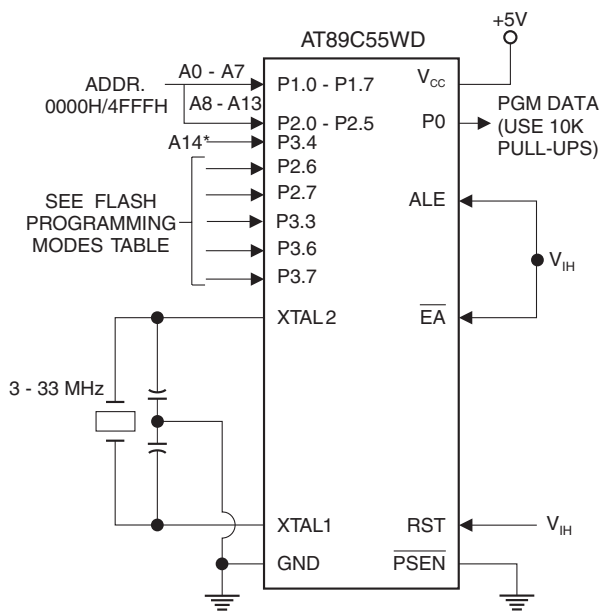 +5V
AT89C55WD
ADDR.
0000H/4FFFH
A0 - A7
P1.0 - P1.7
VCC
A8 - A13
P2.0 - P2.5
P0
PGM DATA
(USE 10K
PULL-UPS)
A14*
P3.4
P2.6
SEE FLASH
PROGRAMMING
MODES TABLE
P2.7
ALE
P3.3
P3.6
VIH
P3.7
XTAL2
EA
3 - 33 MHz
XTAL1
RST
VIH
GND
PSEN